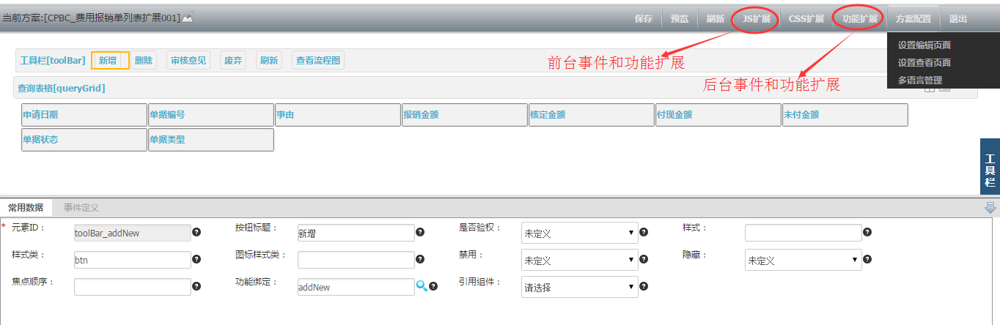 当前方案:[CPBC_费用报销单列表扩展001]
保存 预览 刷新 JS扩展 CSS扩展 功能扩展 方案配置 退出
设置编辑页面
设置查看页面
多语言管理
前台事件和功能扩展
后台事件和功能扩展
工具栏[toolBar] 新增 删除 审核意见 废弃 刷新 查看流程图
查询表格[queryGrid]
申请日期 单据编号 事由 报销金额 核定金额 付现金额 未付金额
单据状态 单据类型
工具栏
常用数据 事件定义
* 元素ID： toolBar_addNew 按钮标题： 新增 是否验权： 未定义 样式：
样式类： btn 图标样式类： 禁用： 未定义 隐藏： 未定义
焦点顺序： 功能绑定： addNew 引用组件： 请选择